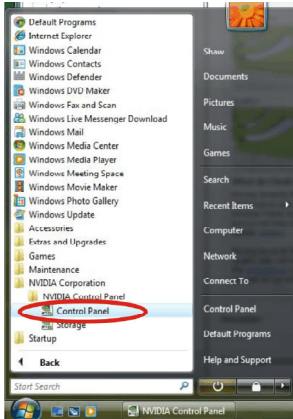 Default Programs
Internet Explorer
Windows Calendar
Windows Contacts
Windows Defender
Windows DVD Maker
Windows Fax and Scan
Windows Live Messenger Download
Windows Mail
Windows Media Center
Windows Media Player
Windows Meeting Space
Windows Movie Maker
Windows Photo Gallery
Windows Update
Accessories
Extras and Upgrades
Games
Maintenance
NVIDIA Corporation
NVIDIA Control Panel
Control Panel
Storage
Startup
Back
Start Search
Shaw
Documents
Pictures
Music
Games
Search
Recent Items
Computer
Network
Connect To
Control Panel
Default Programs
Help and Support
NVIDIA Control Panel